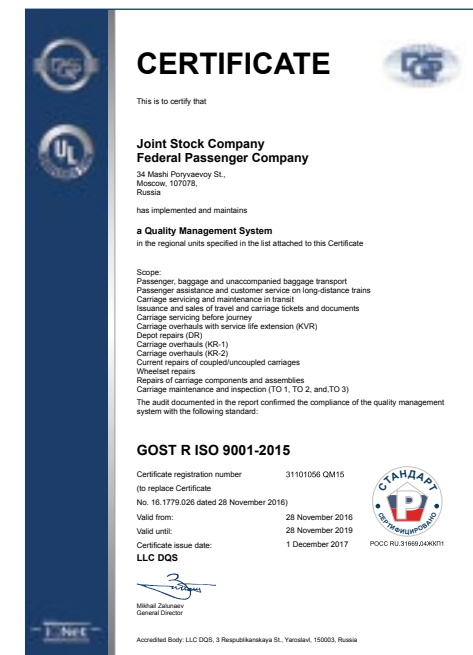 DQS
CERTIFICATE
This is to certify that
UL
Joint Stock Company
Federal Passenger Company
34 Mashi Poryvaevoy St.,
Moscow, 107078,
Russia
has implemented and maintains
a Quality Management System
in the regional units specified in the list attached to this Certificate
Scope:
Passenger, baggage and unaccompanied baggage transport
Passenger assistance and customer service on long-distance trains
Carriage servicing and maintenance in transit
Issuance and sales of travel and carriage tickets and documents
Carriage servicing before journey
Carriage overhauls with service life extension (KVR)
Depot repairs (DR)
Carriage overhauls (KR-1)
Carriage overhauls (KR-2)
Current repairs of coupled/uncoupled carriages
Wheelset repairs
Repairs of carriage components and assemblies
Carriage maintenance and inspection (TO 1, TO 2, and,TO 3)
The audit documented in the report confirmed the compliance of the quality management
system with the following standard:
GOST R ISO 9001-2015
Certificate registration number 31101056 QM15
(to replace Certificate
No. 16.1779.026 dated 28 November 2016)
Valid from: 28 November 2016
Valid until: 28 November 2019
Certificate issue date: 1 December 2017
СТАНДАРТ
СЕРТИФИЦИРОВАНО
РОСС RU.31669.04ЖКП1
LLC DQS
Mikhail Zalunaev
General Director
IQNet
Accredited Body: LLC DQS, 3 Respublikanskaya St., Yaroslavl, 150003, Russia